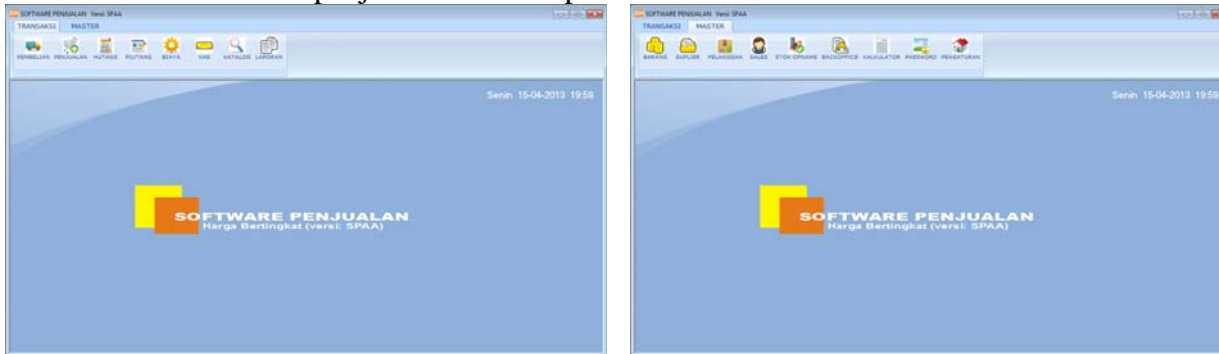 SOFTWARE PENJUALAN Versi SPAA
TRANSAKSI MASTER
PEMBELIAN PENJUALAN HUTANG PIUTANG BIAYA KAS KATALOG LAPORAN
Senin 15-04-2013 19:59
SOFTWARE PENJUALAN
Harga Bertingkat (versi: SPAA)
SOFTWARE PENJUALAN Versi SPAA
TRANSAKSI MASTER
BARANG SUPLIER PELANGGAN SALES STOK OPNAME BACKOFFICE KALKULATOR PASSWORD PENGATURAN
Senin 15-04-2013 19:59
SOFTWARE PENJUALAN
Harga Bertingkat (versi: SPAA)